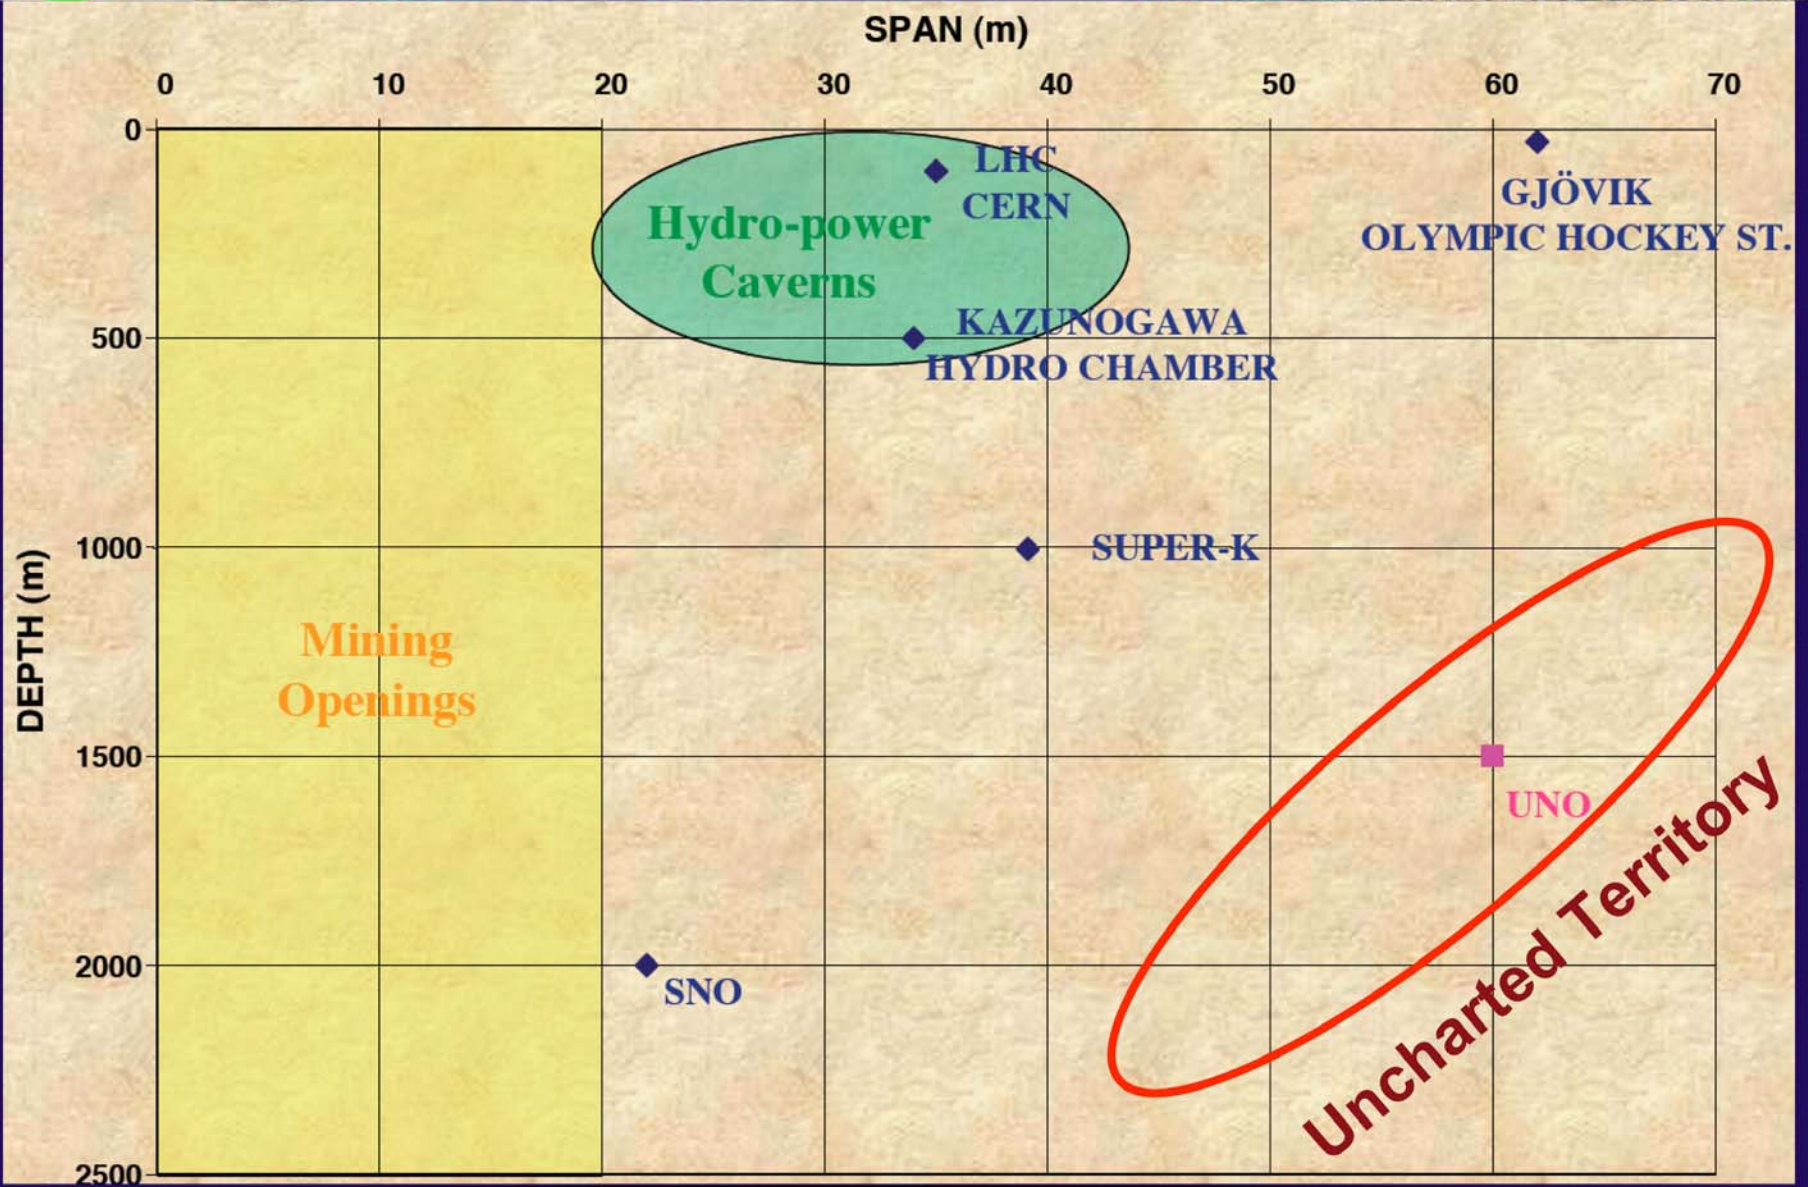 SPAN (m)
0 10 20 30 40 50 60 70
0
LHC
CERN
GJÖVIK
OLYMPIC HOCKEY ST.
Hydro-power
Caverns
500
KAZUNOGAWA
HYDRO CHAMBER
1000
SUPER-K
DEPTH (m)
Mining
Openings
1500
UNO
Uncharted Territory
2000
SNO
2500